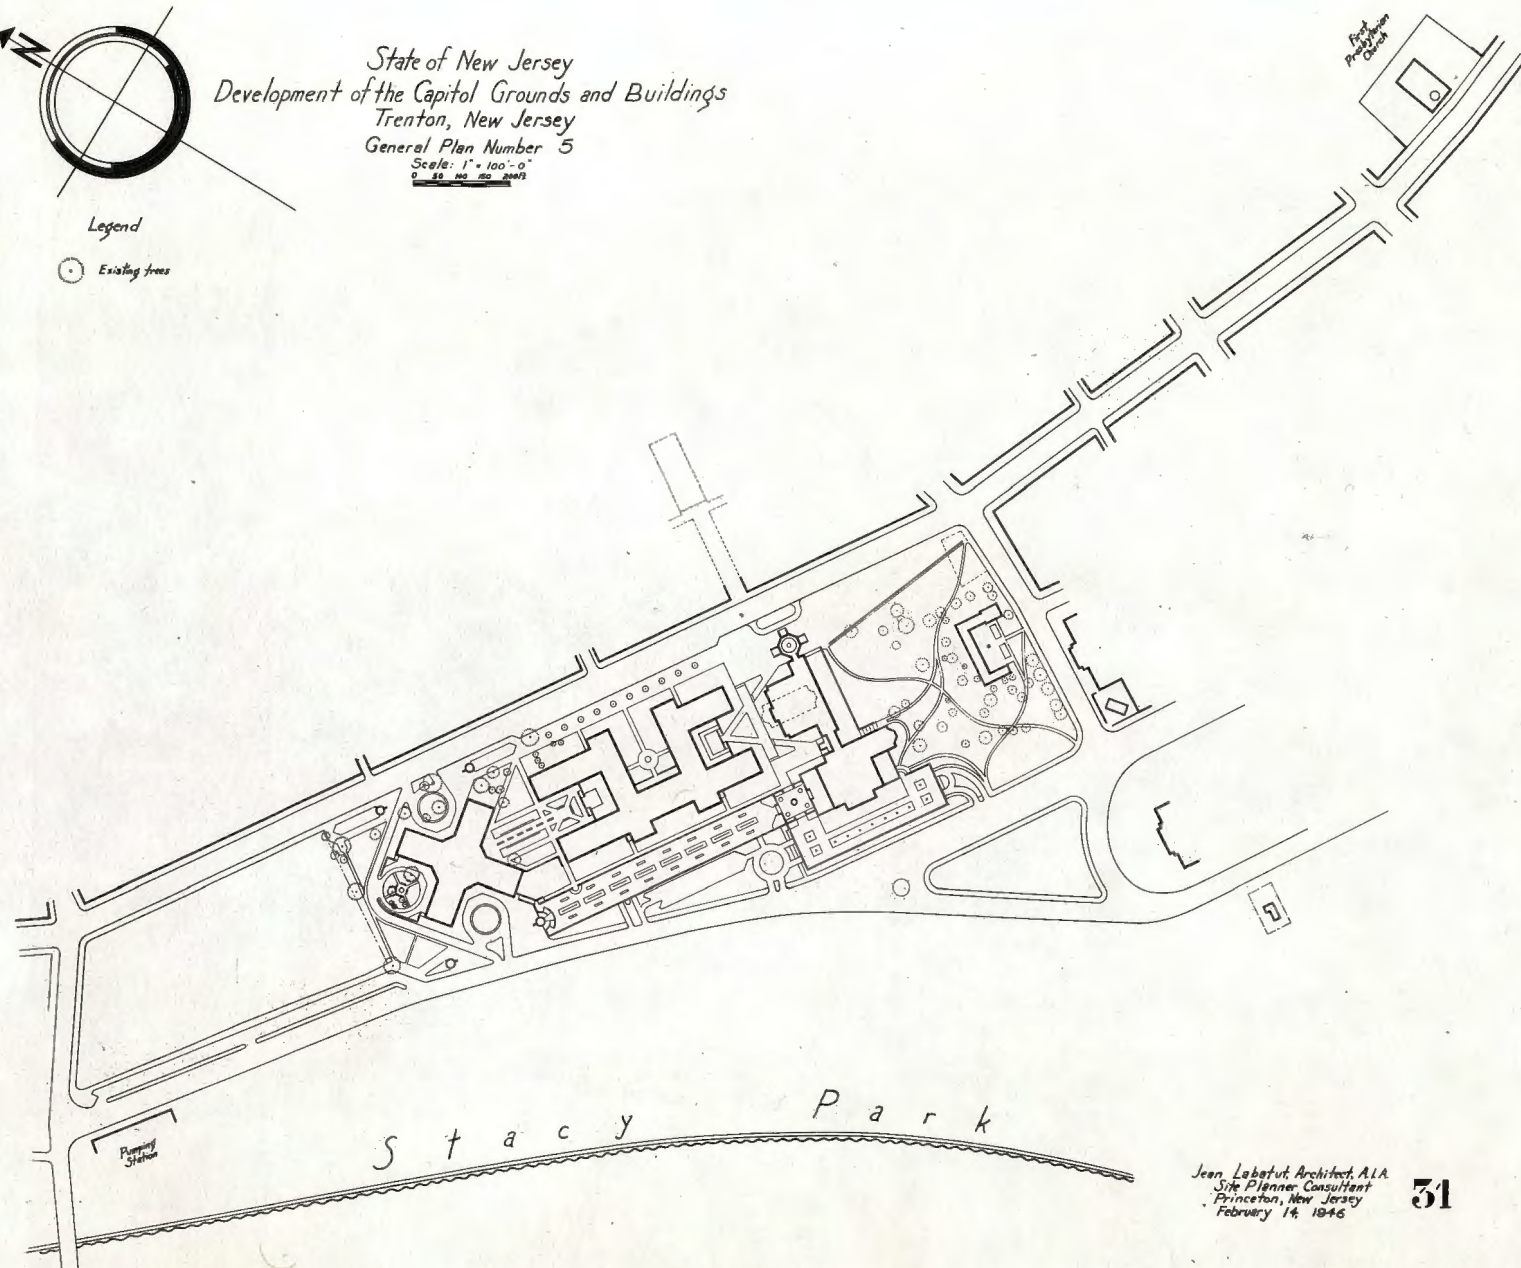 N
State of New Jersey
Development of the Capitol Grounds and Buildings
Trenton, New Jersey
General Plan Number 5
Scale: 1" = 100'-0"
0 50 100 150 200 ft
Legend
Existing trees
First
Presbyterian
Church
Pumping
Station
Stacy Park
Jean Labatut, Architect, A.I.A.
Site Planner Consultant
Princeton, New Jersey
February 14, 1946
31